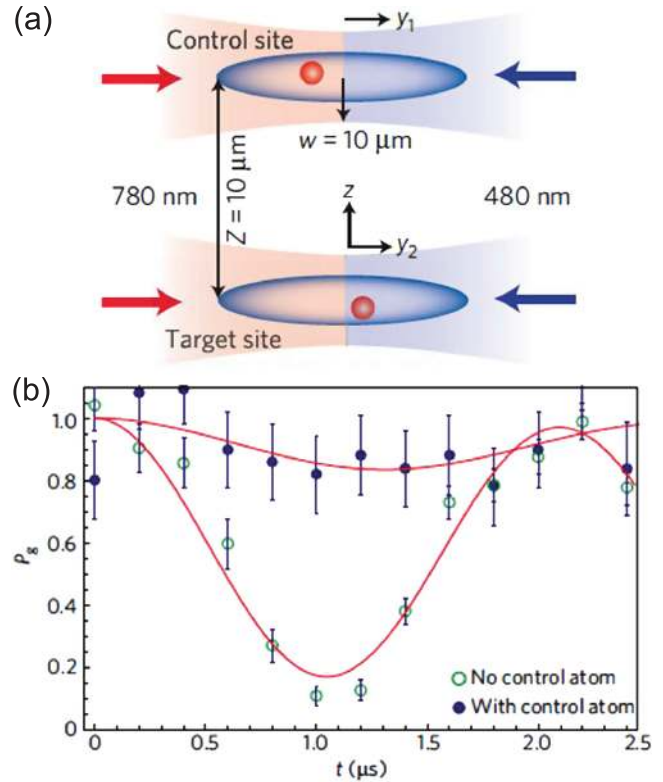 (a)
Control site
y₁
w = 10 μm
780 nm
Z = 10 μm
z
480 nm
y₂
Target site
(b)
1.0
0.8
0.6
0.4
0.2
0
ρg
No control atom
With control atom
0 0.5 1.0 1.6 2.0 2.5
t (μs)